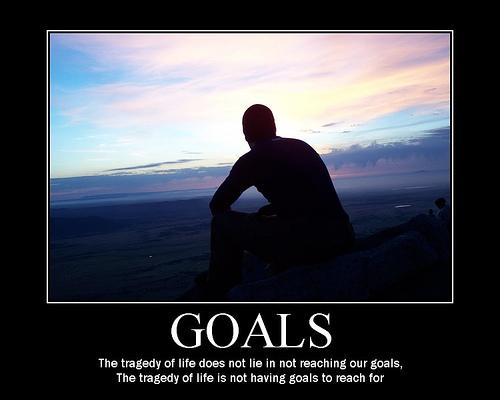 GOALS
The tragedy of life does not lie in not reaching our goals,
The tragedy of life is not having goals to reach for